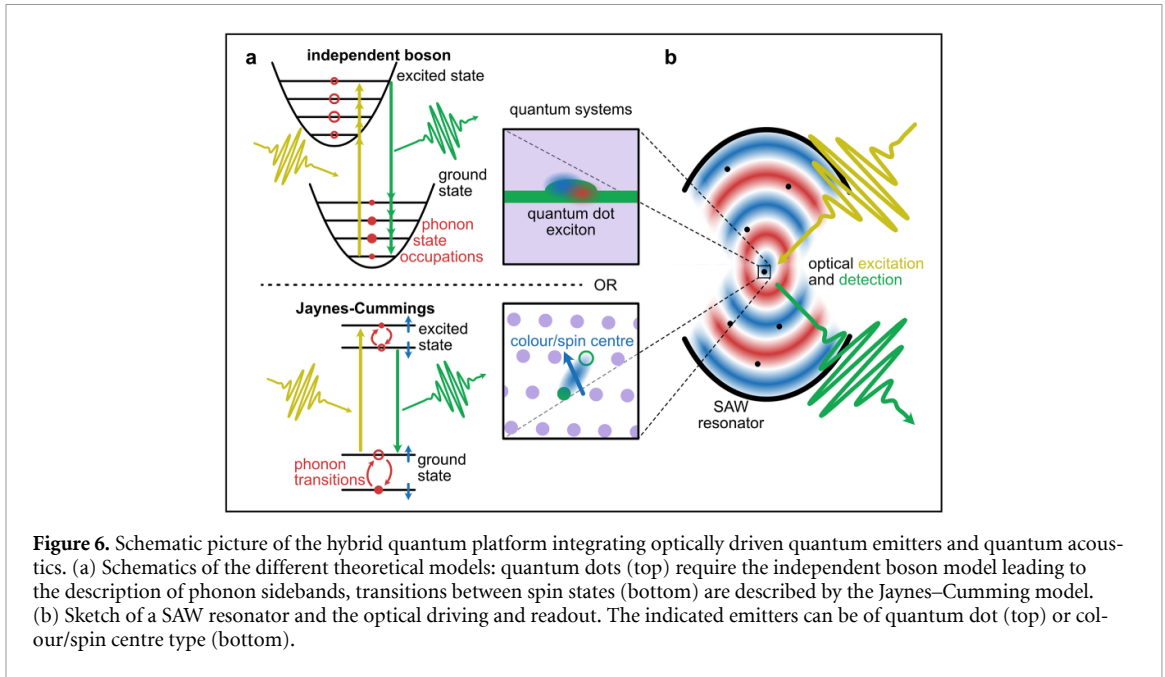 a
independent boson
excited state
ground
state
phonon
state
occupations
Jaynes-Cummings
excited
state
phonon
transitions
ground
state
quantum systems
quantum dot
exciton
OR
colour/spin centre
b
optical excitation
and detection
SAW
resonator
Figure 6. Schematic picture of the hybrid quantum platform integrating optically driven quantum emitters and quantum acous-
tics. (a) Schematics of the different theoretical models: quantum dots (top) require the independent boson model leading to
the description of phonon sidebands, transitions between spin states (bottom) are described by the Jaynes–Cumming model.
(b) Sketch of a SAW resonator and the optical driving and readout. The indicated emitters can be of quantum dot (top) or col-
our/spin centre type (bottom).